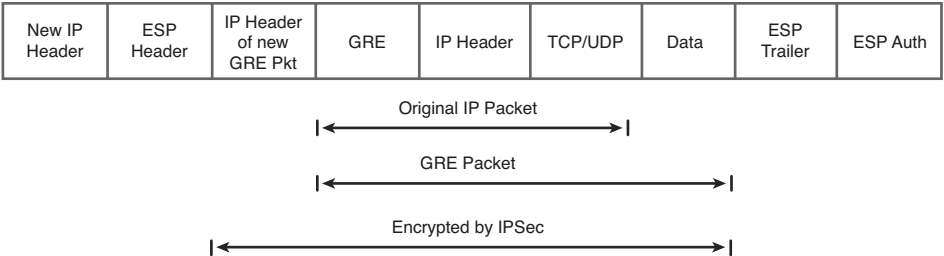 New IP
Header
ESP
Header
IP Header
of new
GRE Pkt
GRE
IP Header
TCP/UDP
Data
ESP
Trailer
ESP Auth
Original IP Packet
GRE Packet
Encrypted by IPSec